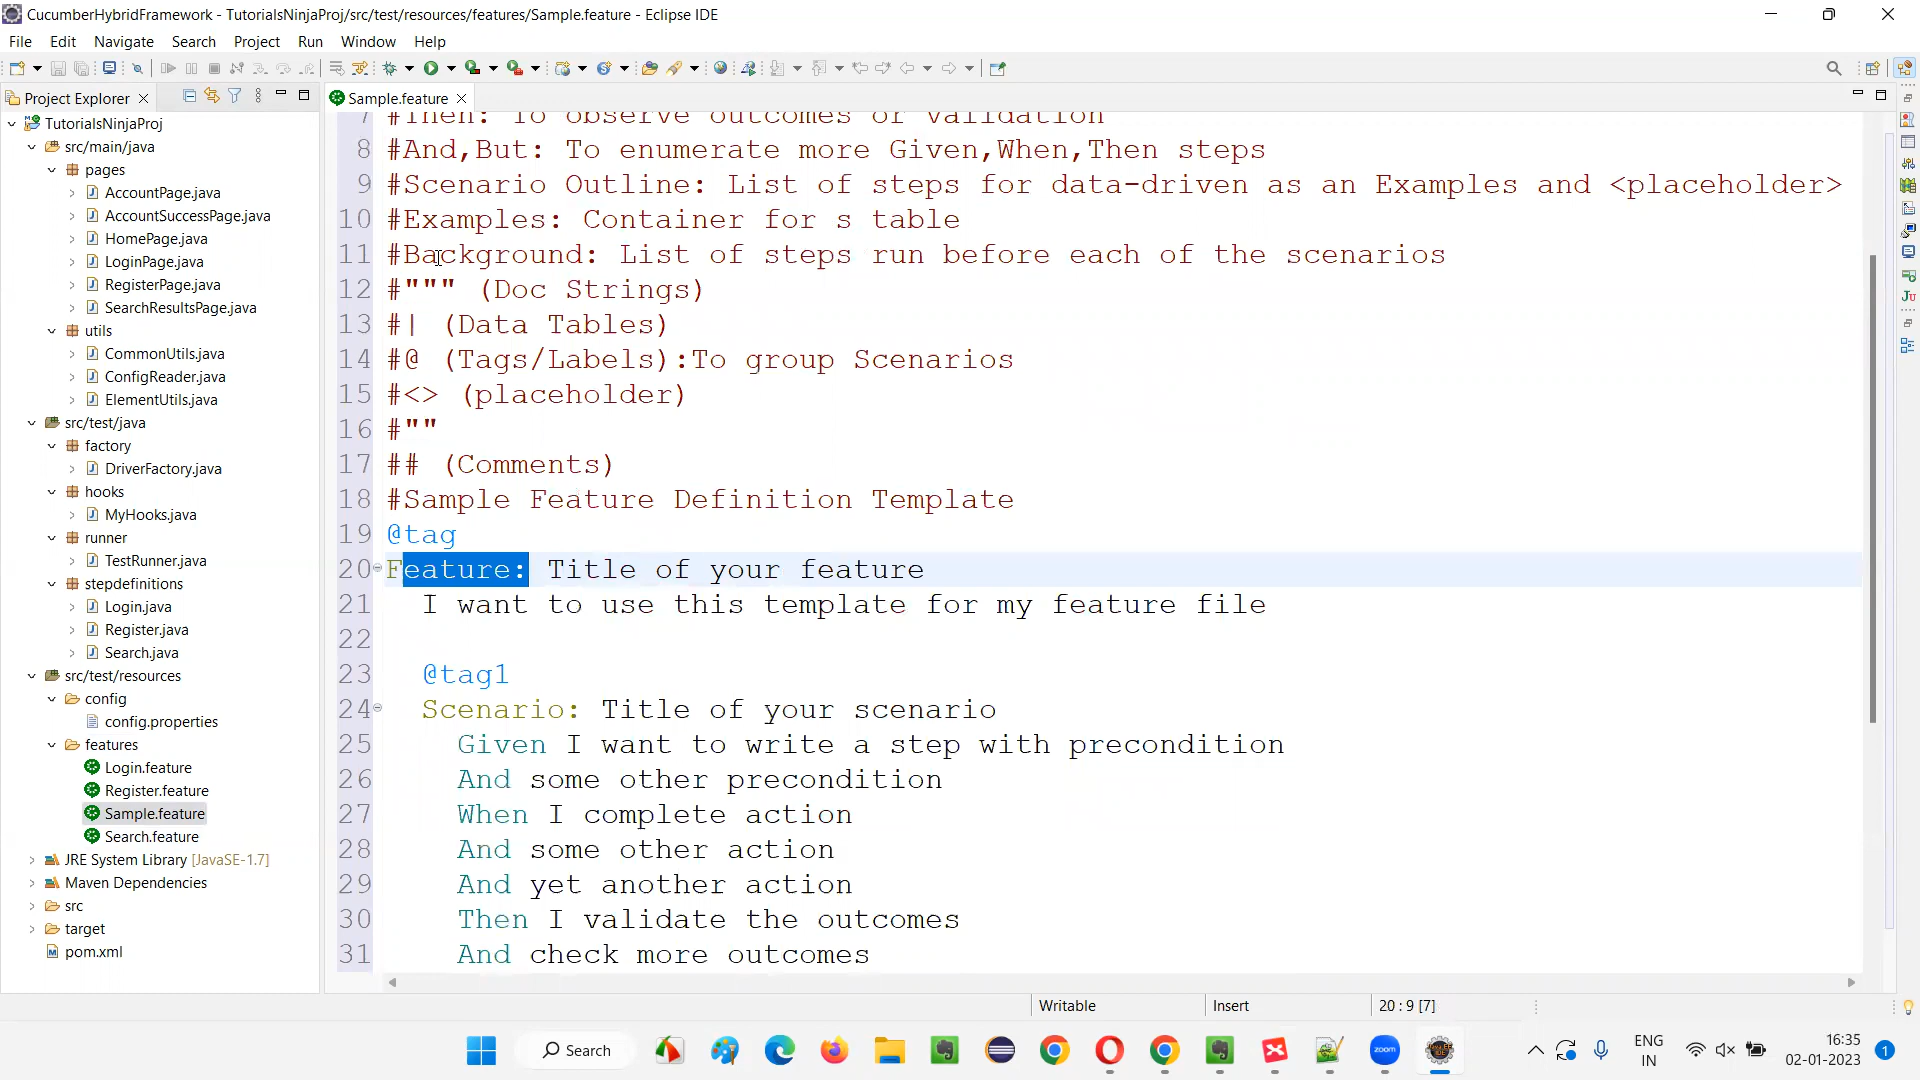 CucumberHybridFramework - TutorialsNinjaProj/src/test/resources/features/Sample.feature - Eclipse IDE
File Edit Navigate Search Project Run Window Help
Project Explorer
Sample.feature
TutorialsNinjaProj
src/main/java
pages
AccountPage.java
AccountSuccessPage.java
HomePage.java
LoginPage.java
RegisterPage.java
SearchResultsPage.java
utils
CommonUtils.java
ConfigReader.java
ElementUtils.java
src/test/java
factory
DriverFactory.java
hooks
MyHooks.java
runner
TestRunner.java
stepdefinitions
Login.java
Register.java
Search.java
src/test/resources
config
config.properties
features
Login.feature
Register.feature
Sample.feature
Search.feature
JRE System Library [JavaSE-1.7]
Maven Dependencies
src
target
pom.xml
7 #Then: To observe outcomes or validation
8 #And,But: To enumerate more Given,When,Then steps
9 #Scenario Outline: List of steps for data-driven as an Examples and <placeholder>
10 #Examples: Container for s table
11 #Background: List of steps run before each of the scenarios
12 #""" (Doc Strings)
13 #| (Data Tables)
14 #@ (Tags/Labels):To group Scenarios
15 #<> (placeholder)
16 #""
17 ## (Comments)
18 #Sample Feature Definition Template
19 @tag
20 Feature: Title of your feature
21 I want to use this template for my feature file
22
23 @tag1
24 Scenario: Title of your scenario
25 Given I want to write a step with precondition
26 And some other precondition
27 When I complete action
28 And some other action
29 And yet another action
30 Then I validate the outcomes
31 And check more outcomes
Writable Insert 20 : 9 [7]
Search
zoom
ENG
IN
16:35
02-01-2023
1